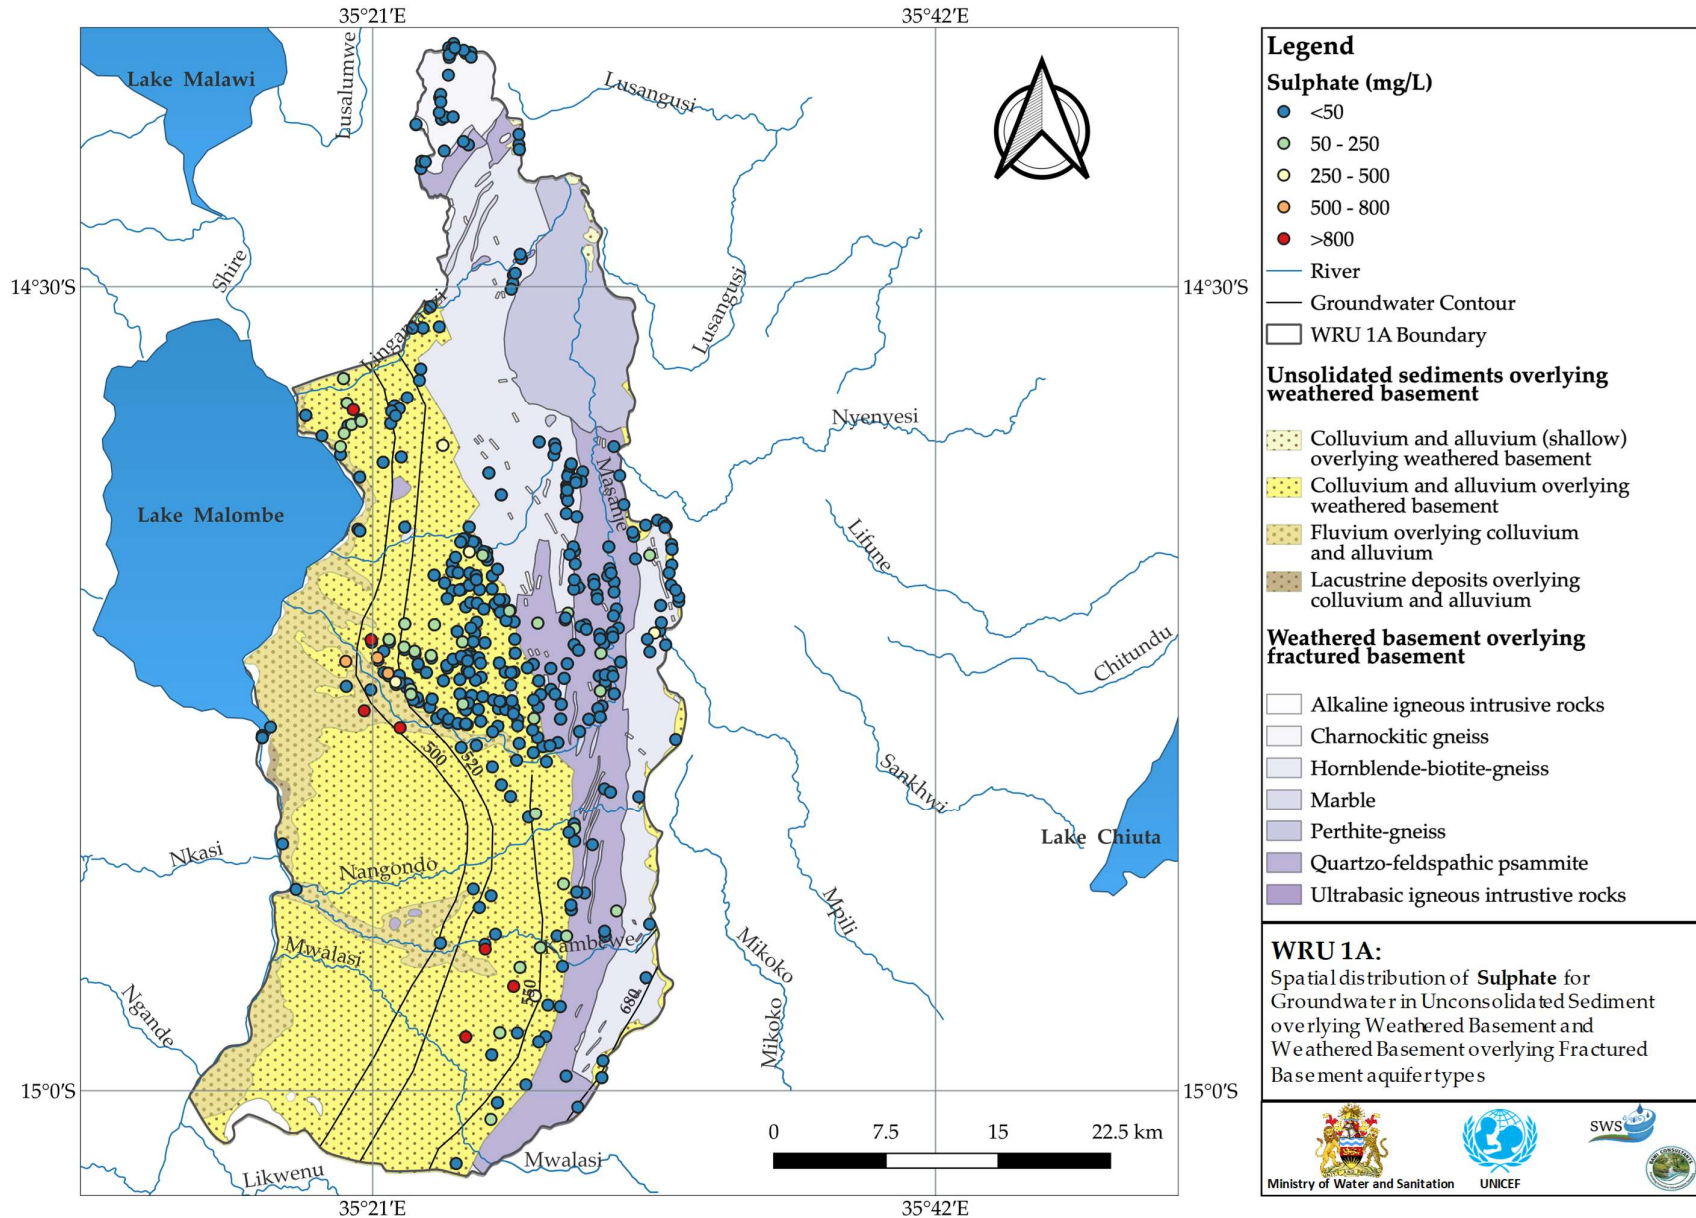 35°21′E
35°42′E
Lake Malawi
Lusalumwe
Lusangusi
Shire
14°30′S
14°30′S
Lusangusi
Nyenyesi
Masanje
Lake Malombe
Lifune
Chitundu
500
520
Sankhwi
Lake Chiuta
Nkasi
Nangondo
Mpili
Mwalasi
Kambewe
Mikoko
Ngande
550
680
Mikoko
15°0′S
15°0′S
0
7.5
15
22.5 km
Mwalasi
Likwenu
35°21′E
35°42′E
Legend
Sulphate (mg/L)
<50
50 - 250
250 - 500
500 - 800
>800
River
Groundwater Contour
WRU 1A Boundary
Unsolidated sediments overlying
weathered basement
Colluvium and alluvium (shallow)
overlying weathered basement
Colluvium and alluvium overlying
weathered basement
Fluvium overlying colluvium
and alluvium
Lacustrine deposits overlying
colluvium and alluvium
Weathered basement overlying
fractured basement
Alkaline igneous intrusive rocks
Charnockitic gneiss
Hornblende-biotite-gneiss
Marble
Perthite-gneiss
Quartzo-feldspathic psammite
Ultrabasic igneous intrustive rocks
WRU 1A:
Spatial distribution of Sulphate for
Groundwater in Unconsolidated Sediment
overlying Weathered Basement and
Weathered Basement overlying Fractured
Basement aquifer types
sws
Ministry of Water and Sanitation
UNICEF